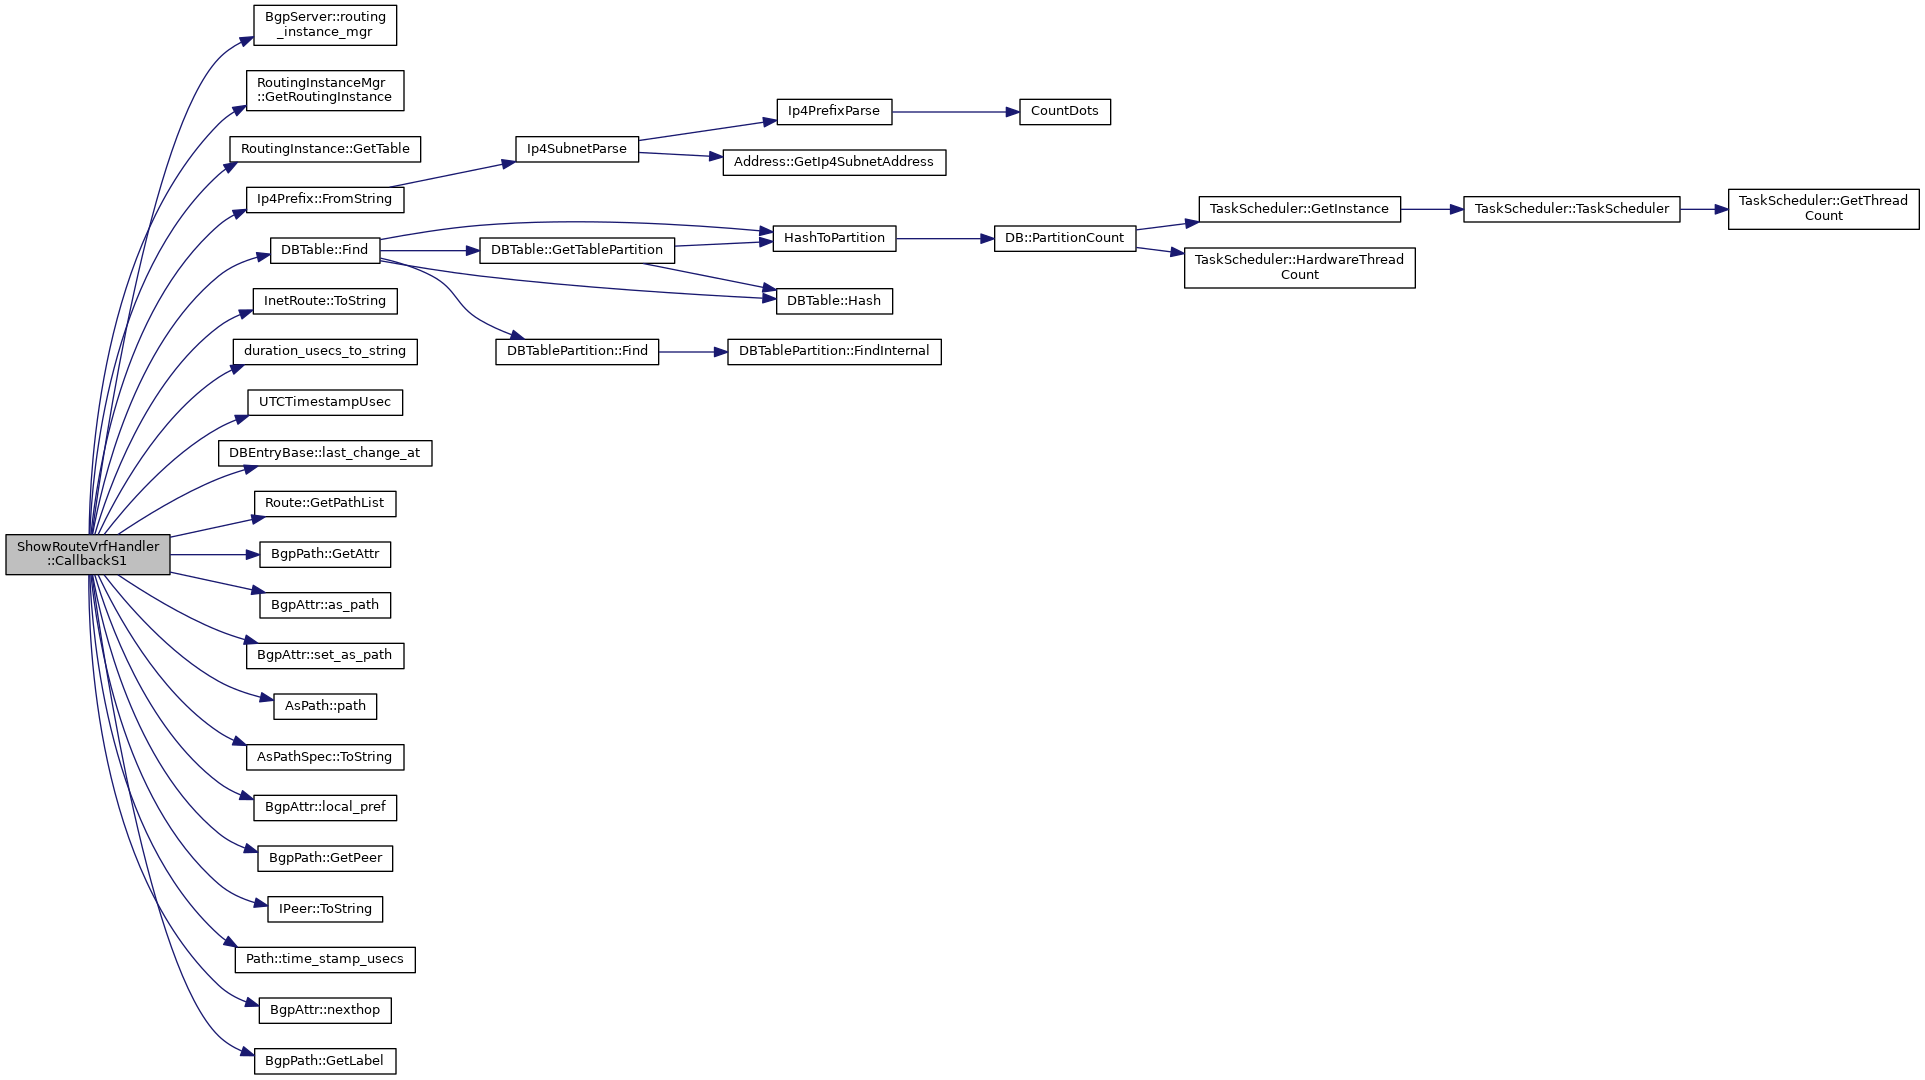 BgpServer::routing
_instance_mgr
RoutingInstanceMgr
::GetRoutingInstance
RoutingInstance::GetTable
Ip4Prefix::FromString
DBTable::Find
InetRoute::ToString
duration_usecs_to_string
UTCTimestampUsec
DBEntryBase::last_change_at
Route::GetPathList
ShowRouteVrfHandler
::CallbackS1
BgpPath::GetAttr
BgpAttr::as_path
BgpAttr::set_as_path
AsPath::path
AsPathSpec::ToString
BgpAttr::local_pref
BgpPath::GetPeer
IPeer::ToString
Path::time_stamp_usecs
BgpAttr::nexthop
BgpPath::GetLabel
Ip4SubnetParse
Ip4PrefixParse
CountDots
Address::GetIp4SubnetAddress
DBTable::GetTablePartition
HashToPartition
DB::PartitionCount
TaskScheduler::GetInstance
TaskScheduler::TaskScheduler
TaskScheduler::GetThread
Count
TaskScheduler::HardwareThread
Count
DBTable::Hash
DBTablePartition::Find
DBTablePartition::FindInternal